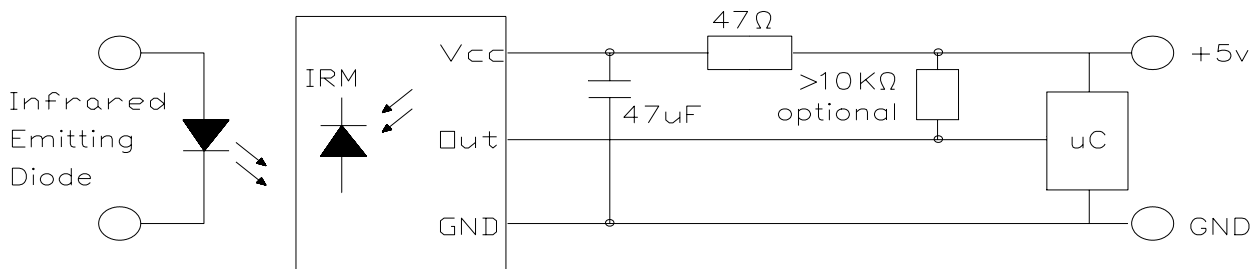 Infrared
Emitting
Diode
IRM
Vcc
Out
GND
47Ω
47uF
>10KΩ
optional
uC
+5v
GND